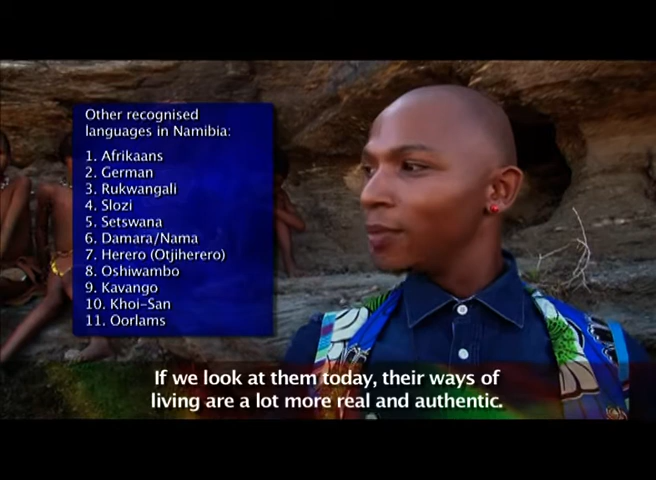 Other recognised
languages in Namibia:
1. Afrikaans
2. German
3. Rukwangali
4. Slozi
5. Setswana
6. Damara/Nama
7. Herero (Otjiherero)
8. Oshiwambo
9. Kavango
10. Khoi-San
11. Oorlams
If we look at them today, their ways of
living are a lot more real and authentic.